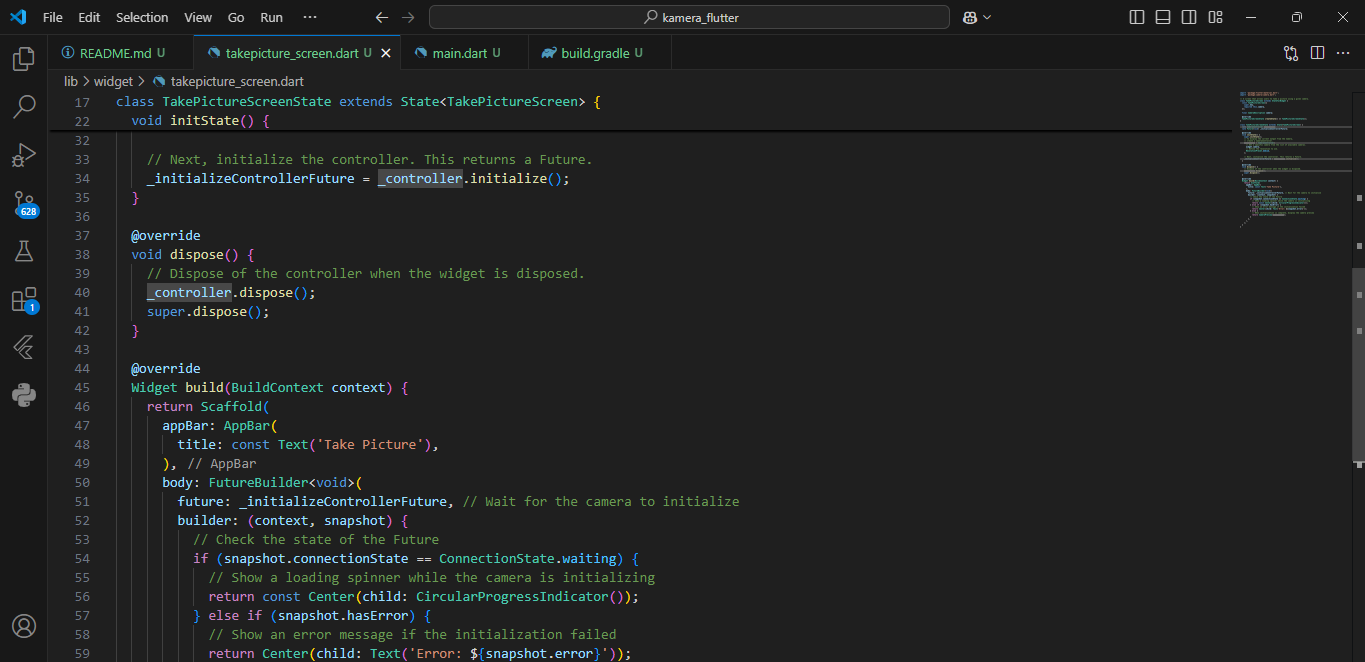 File Edit Selection View Go Run ··· kamera_flutter
README.md U takepicture_screen.dart U main.dart U build.gradle U
lib > widget > takepicture_screen.dart
17 class TakePictureScreenState extends State<TakePictureScreen> {
22 void initState() {
32
33 // Next, initialize the controller. This returns a Future.
34 _initializeControllerFuture = _controller.initialize();
35 }
36
37 @override
38 void dispose() {
39 // Dispose of the controller when the widget is disposed.
40 _controller.dispose();
41 super.dispose();
42 }
43
44 @override
45 Widget build(BuildContext context) {
46 return Scaffold(
47 appBar: AppBar(
48 title: const Text('Take Picture'),
49 ), // AppBar
50 body: FutureBuilder<void>(
51 future: _initializeControllerFuture, // Wait for the camera to initialize
52 builder: (context, snapshot) {
53 // Check the state of the Future
54 if (snapshot.connectionState == ConnectionState.waiting) {
55 // Show a loading spinner while the camera is initializing
56 return const Center(child: CircularProgressIndicator());
57 } else if (snapshot.hasError) {
58 // Show an error message if the initialization failed
59 return Center(child: Text('Error: ${snapshot.error}'));
628
1